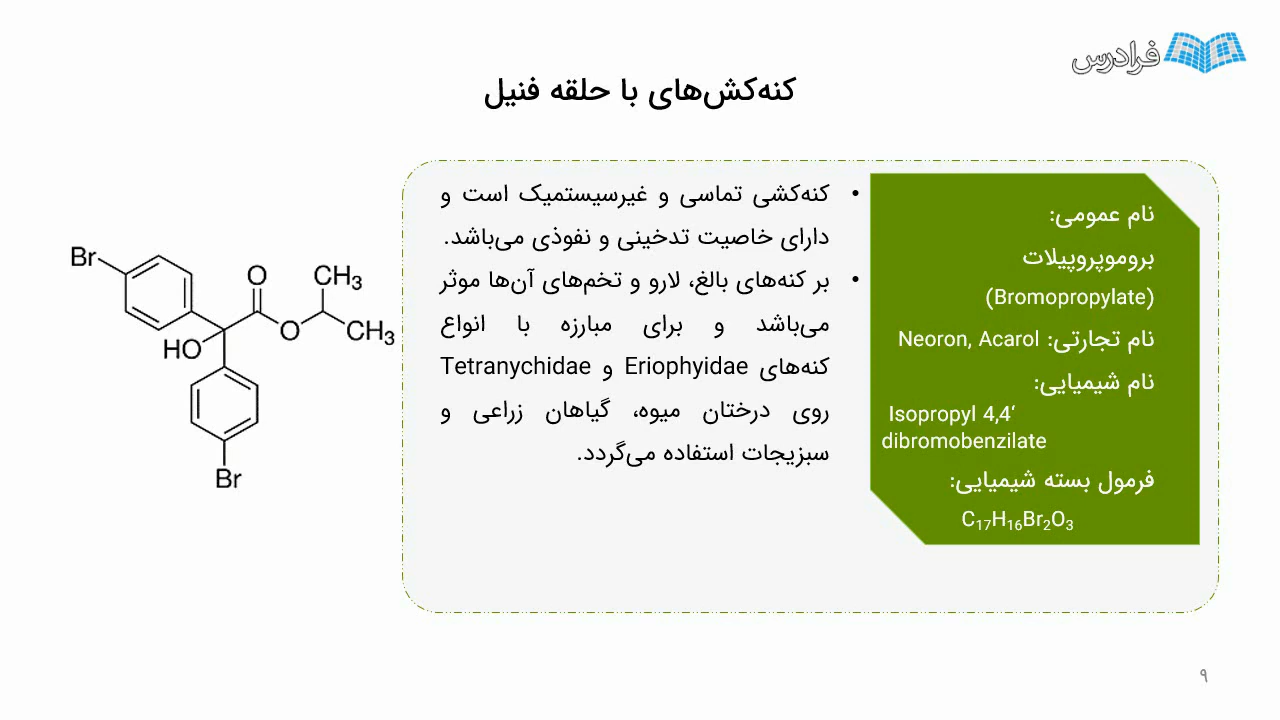 فرادرس
کنه‌کش‌های با حلقه فنیل
نام عمومی:
بروموپروپیلات
(Bromopropylate)
نام تجارتی: Neoron, Acarol
نام شیمیایی:
Isopropyl 4,4‘
dibromobenzilate
فرمول بسته شیمیایی:
C₁₇H₁₆Br₂O₃
• کنه‌کشی تماسی و غیرسیستمیک است و
دارای خاصیت تدخینی و نفوذی می‌باشد.
• بر کنه‌های بالغ، لارو و تخم‌های آن‌ها موثر
می‌باشد و برای مبارزه با انواع
کنه‌های Eriophyidae و Tetranychidae
روی درختان میوه، گیاهان زراعی و
سبزیجات استفاده می‌گردد.
Br
O
CH₃
HO
O
CH₃
Br
۹